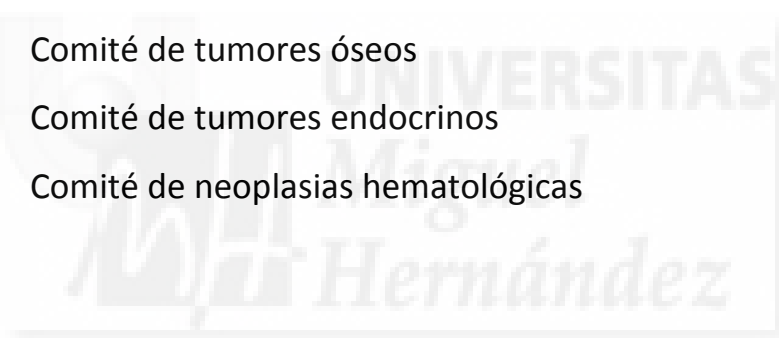 Comité de tumores óseos
Comité de tumores endocrinos
Comité de neoplasias hematológicas
UNIVERSITAS
Miguel
Hernández